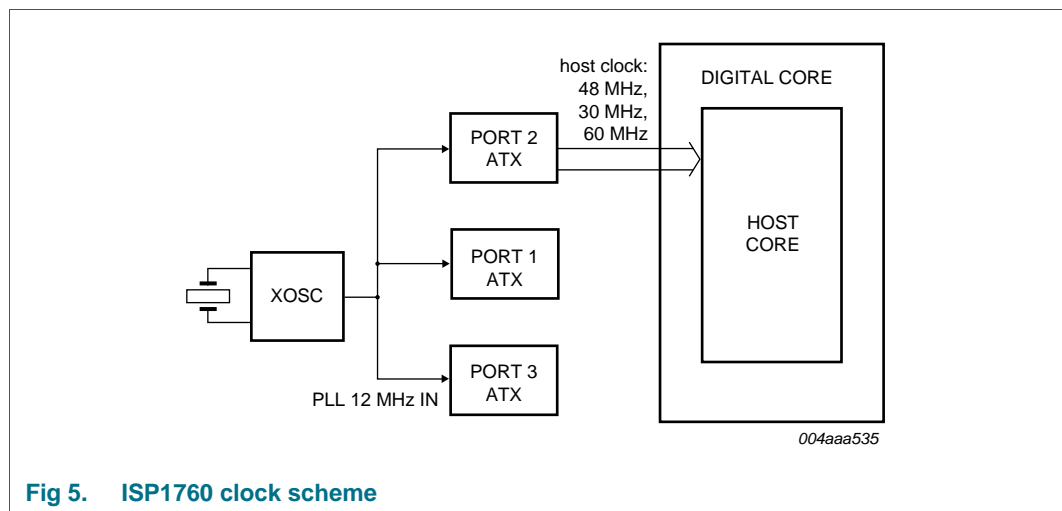 host clock:
48 MHz,
30 MHz,
60 MHz
DIGITAL CORE
PORT 2
ATX
HOST
CORE
PORT 1
ATX
XOSC
PORT 3
ATX
PLL 12 MHz IN
004aaa535
Fig 5. ISP1760 clock scheme